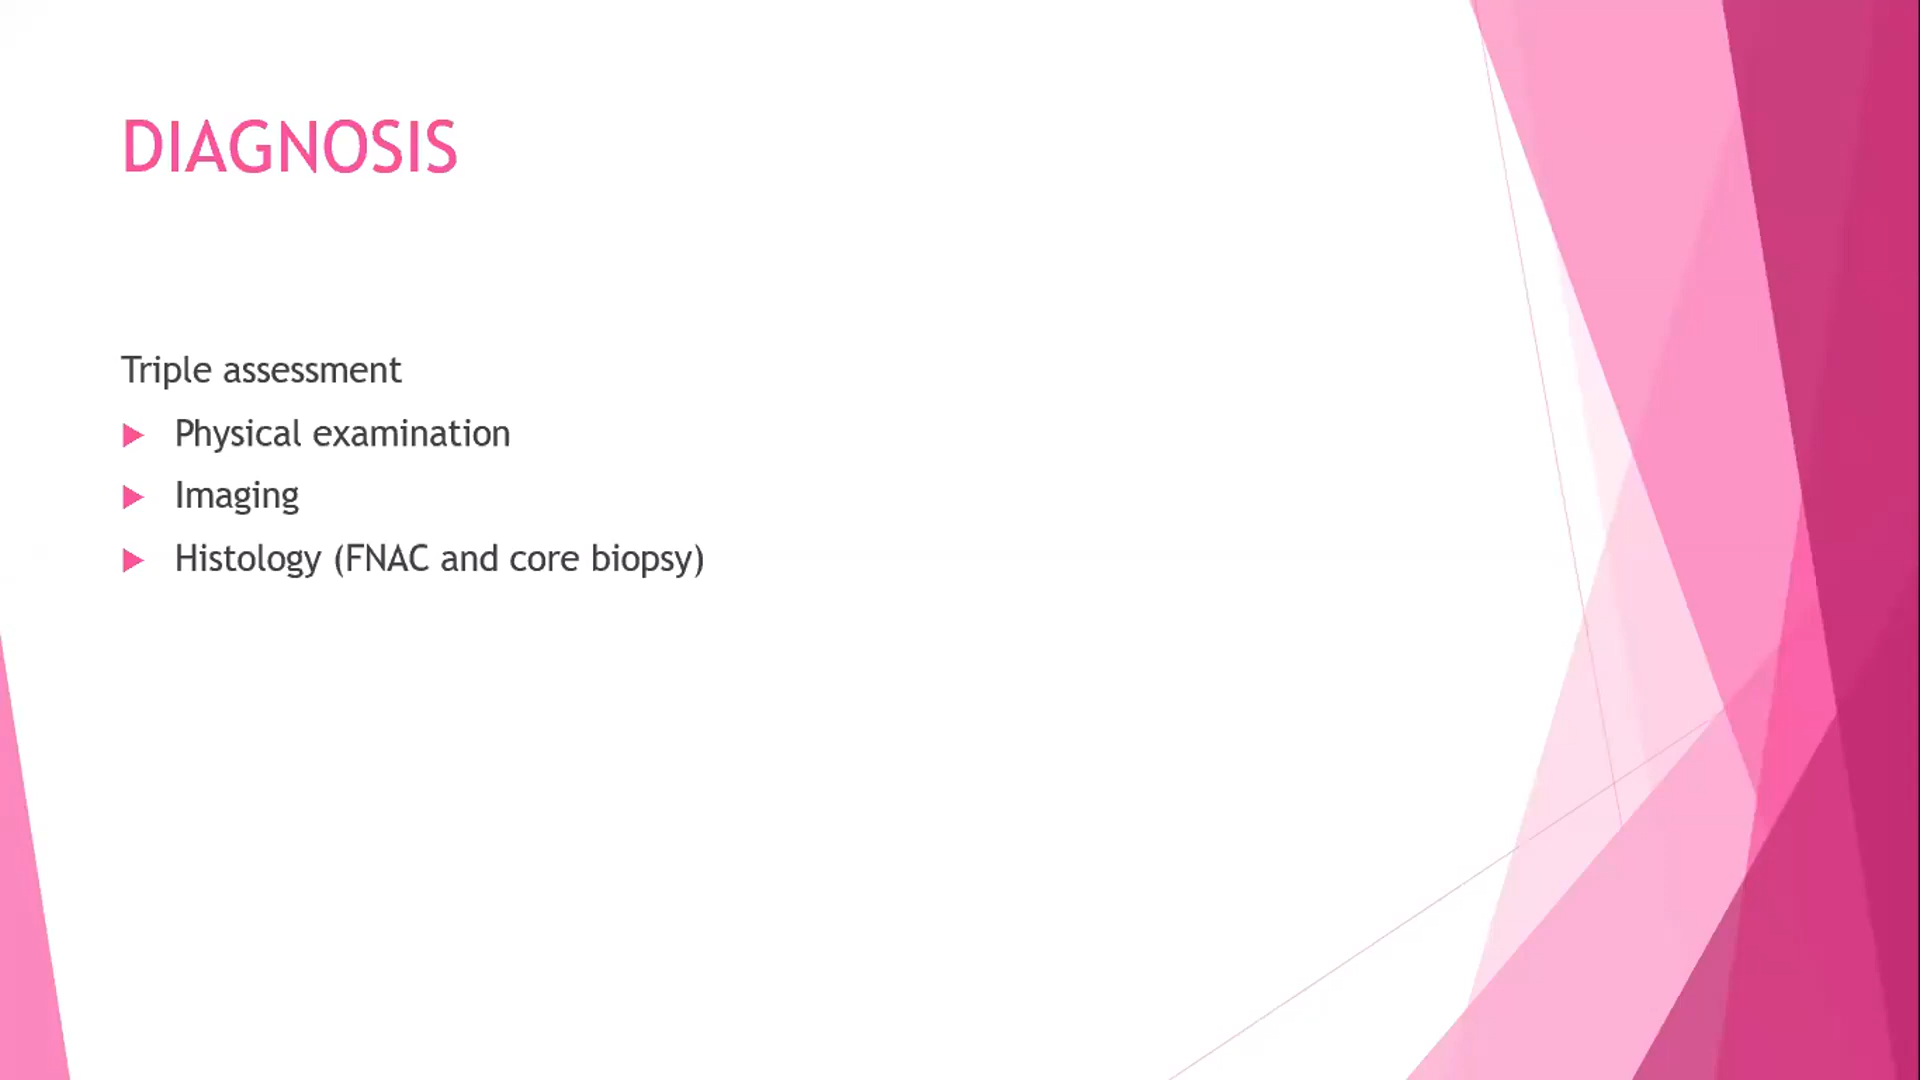 DIAGNOSIS
Triple assessment
Physical examination
Imaging
Histology (FNAC and core biopsy)